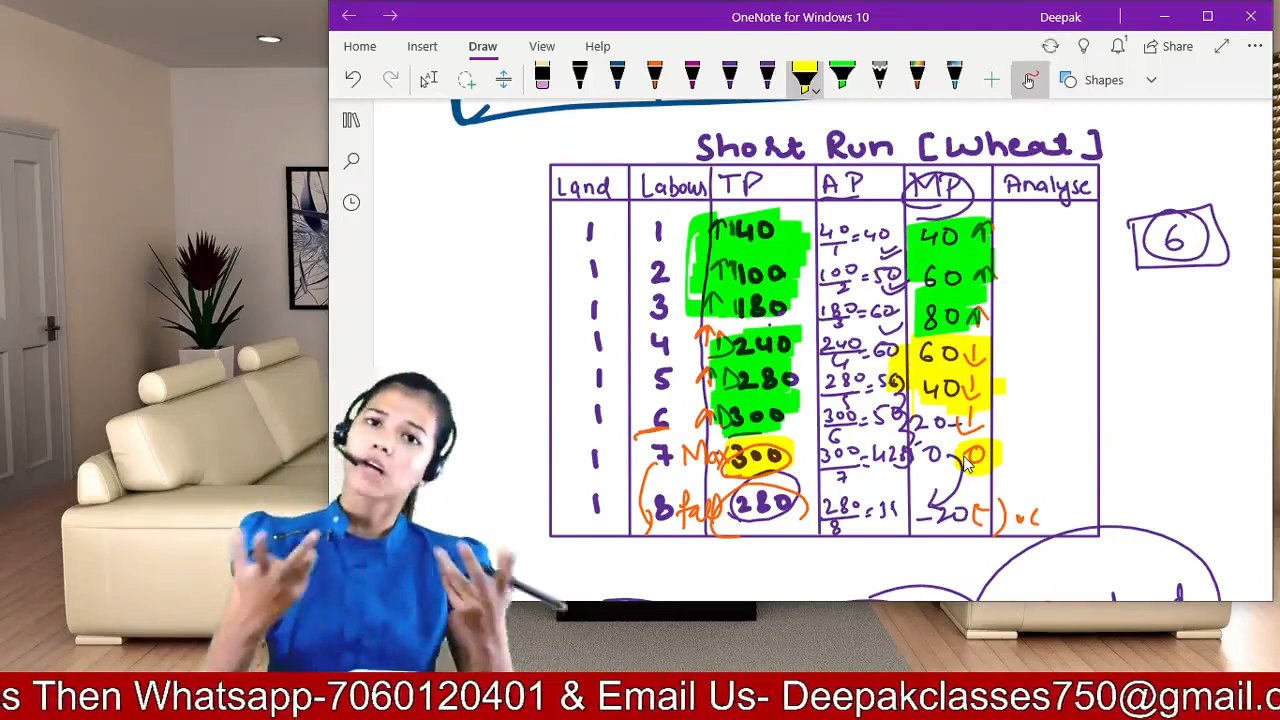 OneNote for Windows 10
Deepak
Home Insert Draw View Help
Share
Shapes
Short Run [Wheat]
Land Labour TP AP MP Analyse
1 1 ↑ 40 40/1 = 40 40 ↑
1 2 ↑↑ 100 100/2 = 50 60 ↑
1 3 ↑ 180 180/3 = 60 80 ↑
1 4 ↑ D 240 240/4 = 60 60 ↓
1 5 ↑ D 280 280/5 = 56 40 ↓
1 6 ↑ D 300 300/6 = 50 20 ↓
1 7 Max 300 300/7 = 0 0
1 8 fall 280 280/8 = -20 (-)
6
s Then Whatsapp-7060120401 & Email Us- Deepakclasses750@gmail.c